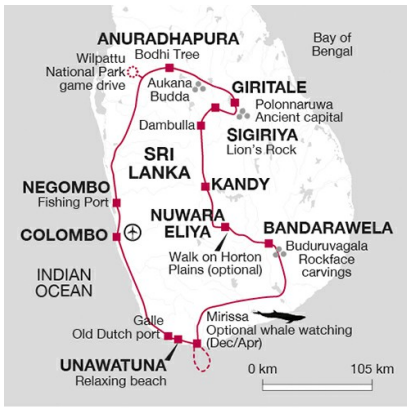 ANURADHAPURA
Bodhi Tree
Bay of
Bengal
Wilpattu
National Park
game drive
Aukana
Budda
GIRITALE
Polonnaruwa
Ancient capital
Dambulla
SIGIRIYA
Lion's Rock
SRI
LANKA
KANDY
NEGOMBO
Fishing Port
NUWARA
ELIYA
COLOMBO
BANDARAWELA
Buduruvagala
Rockface
carvings
Walk on Horton
Plains (optional)
INDIAN
OCEAN
Galle
Old Dutch port
Mirissa
Optional whale watching
(Dec/Apr)
UNAWATUNA
Relaxing beach
0 km
105 km